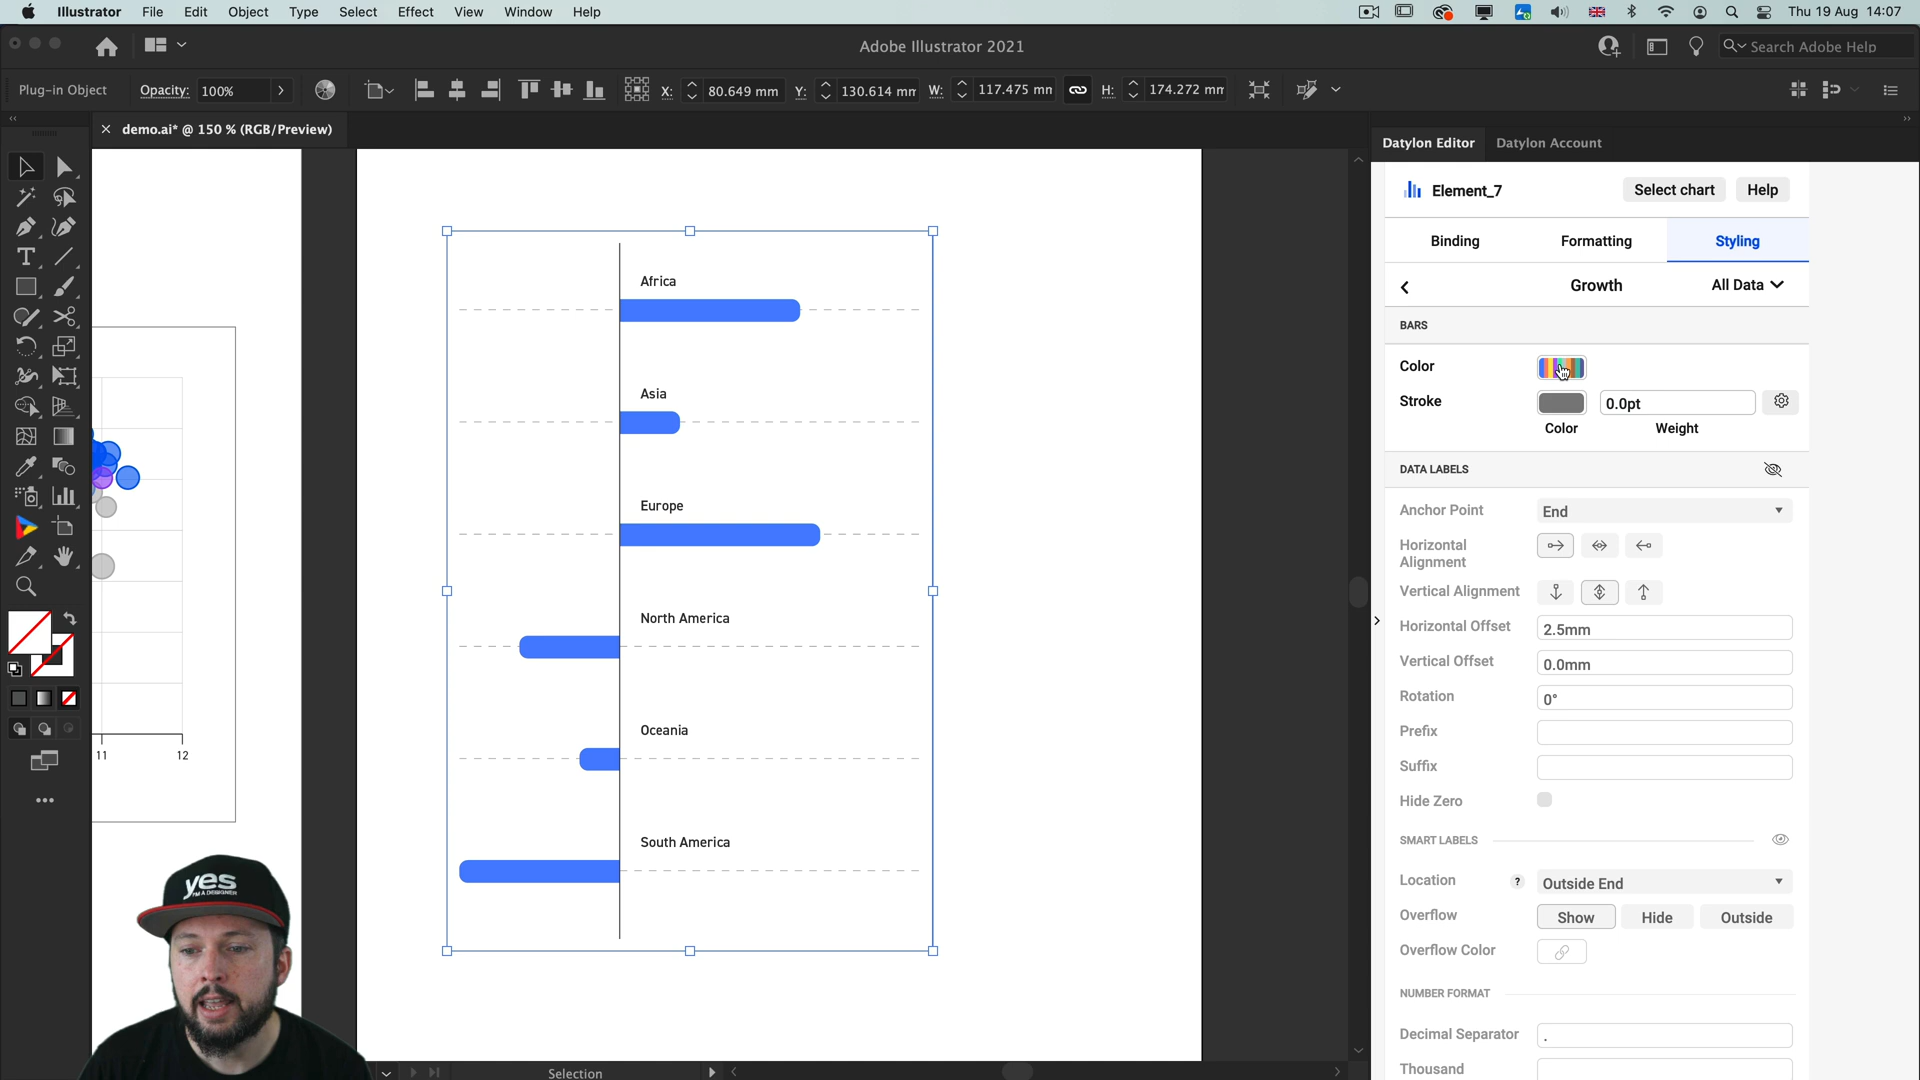 Illustrator File Edit Object Type Select Effect View Window Help
Thu 19 Aug 14:07
Adobe Illustrator 2021
Search Adobe Help
Plug-in Object Opacity: 100% X: 80.649 mm Y: 130.614 mm W: 117.475 mm H: 174.272 mm
demo.ai* @ 150 % (RGB/Preview)
Datylon Editor Datylon Account
Element_7 Select chart Help
Binding Formatting Styling
Growth All Data
BARS
Color
Stroke 0.0pt
Color Weight
DATA LABELS
Anchor Point End
Horizontal Alignment
Vertical Alignment
Horizontal Offset 2.5mm
Vertical Offset 0.0mm
Rotation 0°
Prefix
Suffix
Hide Zero
SMART LABELS
Location ? Outside End
Overflow Show Hide Outside
Overflow Color
NUMBER FORMAT
Decimal Separator .
Thousand
Africa
Asia
Europe
North America
Oceania
South America
11 12
yes
I'M A DESIGNER
Selection